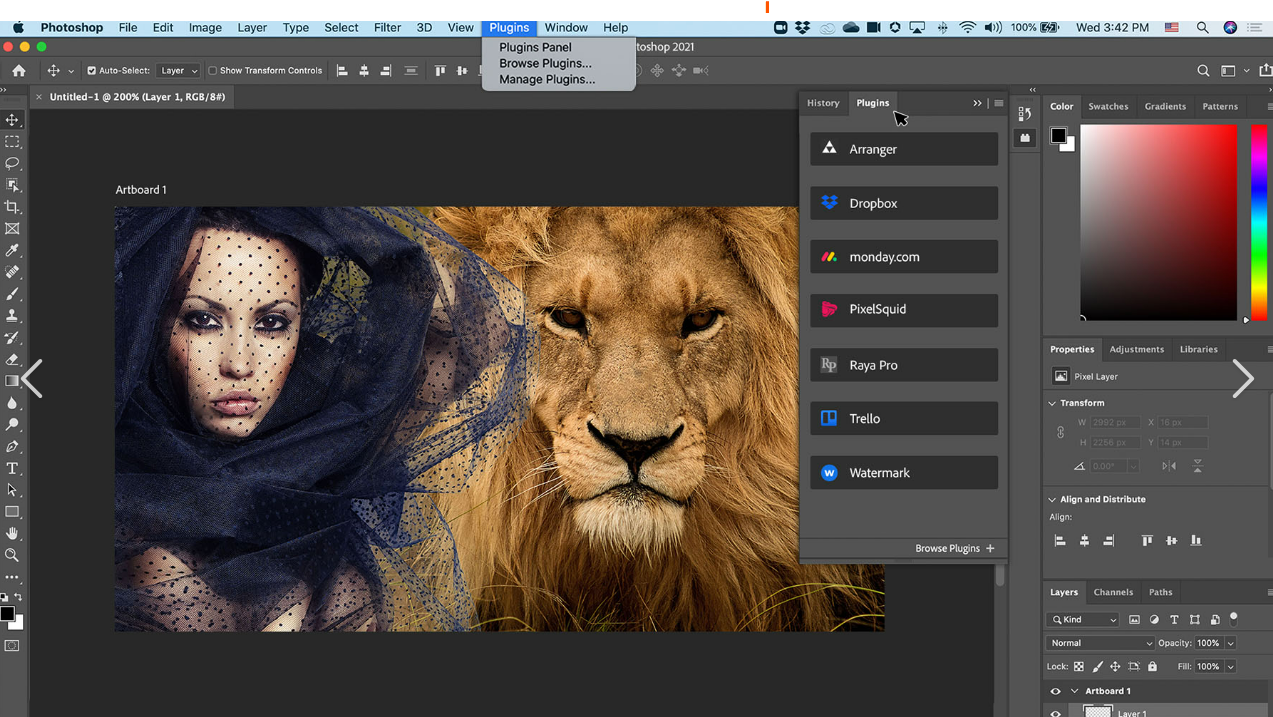 Photoshop File Edit Image Layer Type Select Filter 3D View Plugins Window Help 100% Wed 3:42 PM
Plugins Panel
Browse Plugins...
Manage Plugins...
toshop 2021
Auto-Select: Layer Show Transform Controls
Untitled-1 @ 200% (Layer 1, RGB/8#)
Artboard 1
History Plugins
Arranger
Dropbox
monday.com
PixelSquid
Rp Raya Pro
Trello
W Watermark
Browse Plugins +
Color Swatches Gradients Patterns
Properties Adjustments Libraries
Pixel Layer
Transform
W 2992 px X 16 px
H 2256 px Y 14 px
0.00°
Align and Distribute
Align:
Layers Channels Paths
Kind
Normal Opacity: 100%
Lock: Fill: 100%
Artboard 1
Layer 1